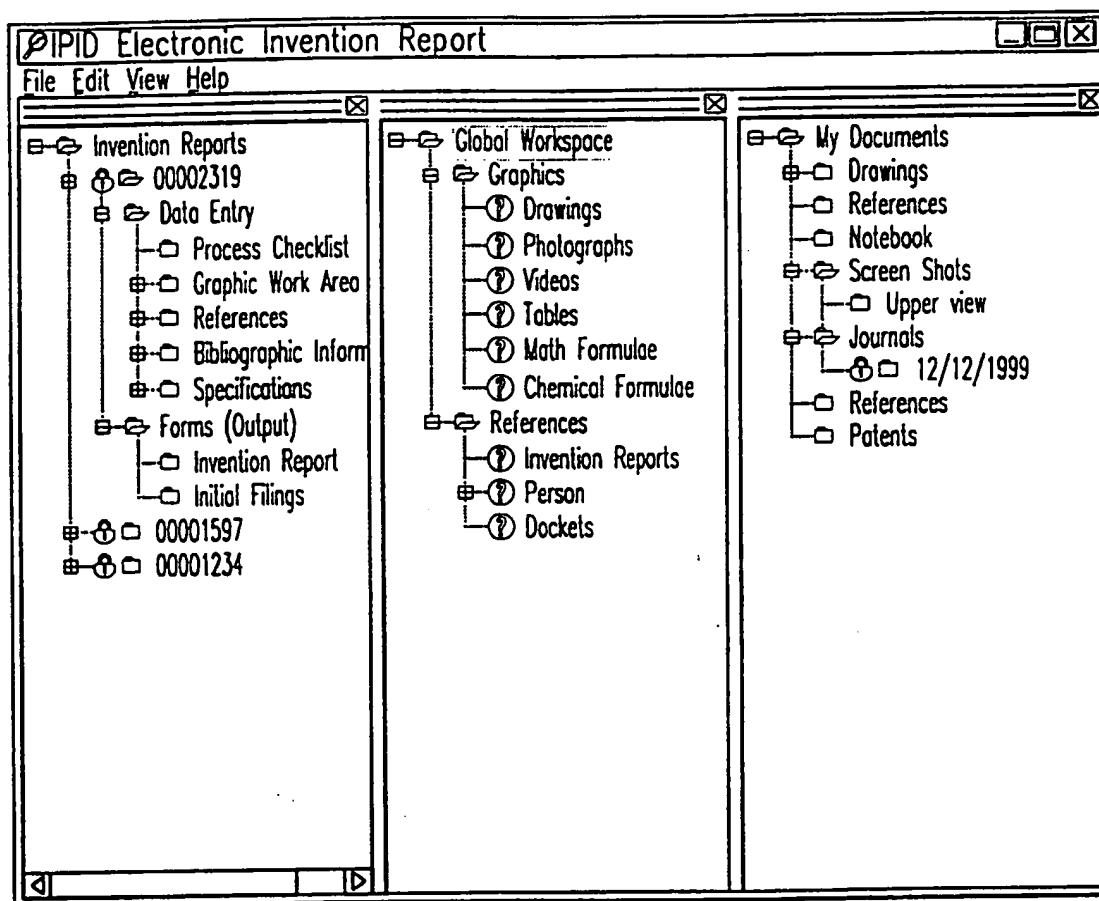 IPID Electronic Invention Report
File Edit View Help
Invention Reports
00002319
Data Entry
Process Checklist
Graphic Work Area
References
Bibliographic Inform
Specifications
Forms (Output)
Invention Report
Initial Filings
00001597
00001234
Global Workspace
Graphics
Drawings
Photographs
Videos
Tables
Math Formulae
Chemical Formulae
References
Invention Reports
Person
Dockets
My Documents
Drawings
References
Notebook
Screen Shots
Upper view
Journals
12/12/1999
References
Patents